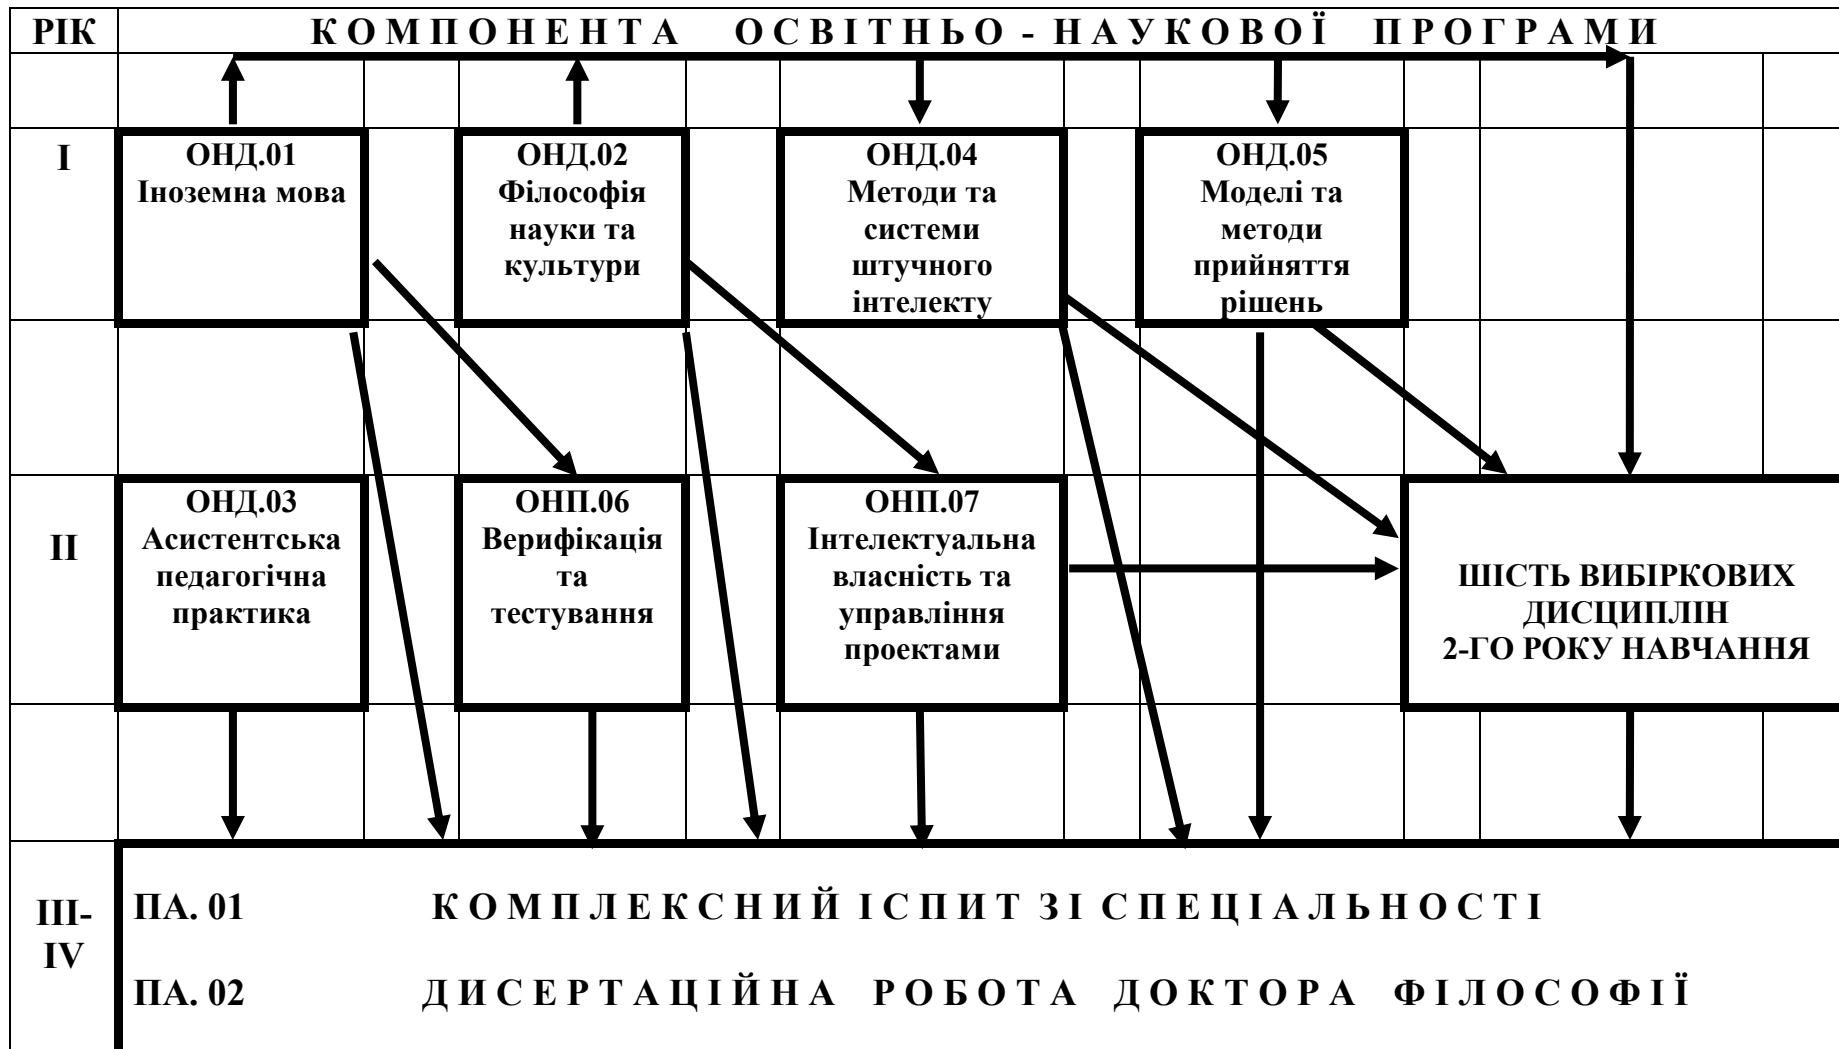 РІК
К О М П О Н Е Н Т А О С В І Т Н Ь О - Н А У К О В О Ї П Р О Г Р А М И
І
ОНД.01
Іноземна мова
ОНД.02
Філософія
науки та
культури
ОНД.04
Методи та
системи
штучного
інтелекту
ОНД.05
Моделі та
методи
прийняття
рішень
ІІ
ОНД.03
Асистентська
педагогічна
практика
ОНП.06
Верифікація
та
тестування
ОНП.07
Інтелектуальна
власність та
управління
проектами
ШІСТЬ ВИБІРКОВИХ
ДИСЦИПЛІН
2-ГО РОКУ НАВЧАННЯ
ІІІ-
IV
ПА. 01 К О М П Л Е К С Н И Й І С П И Т З І С П Е Ц І А Л Ь Н О С Т І
ПА. 02 Д И С Е Р Т А Ц І Й Н А Р О Б О Т А Д О К Т О Р А Ф І Л О С О Ф І Ї